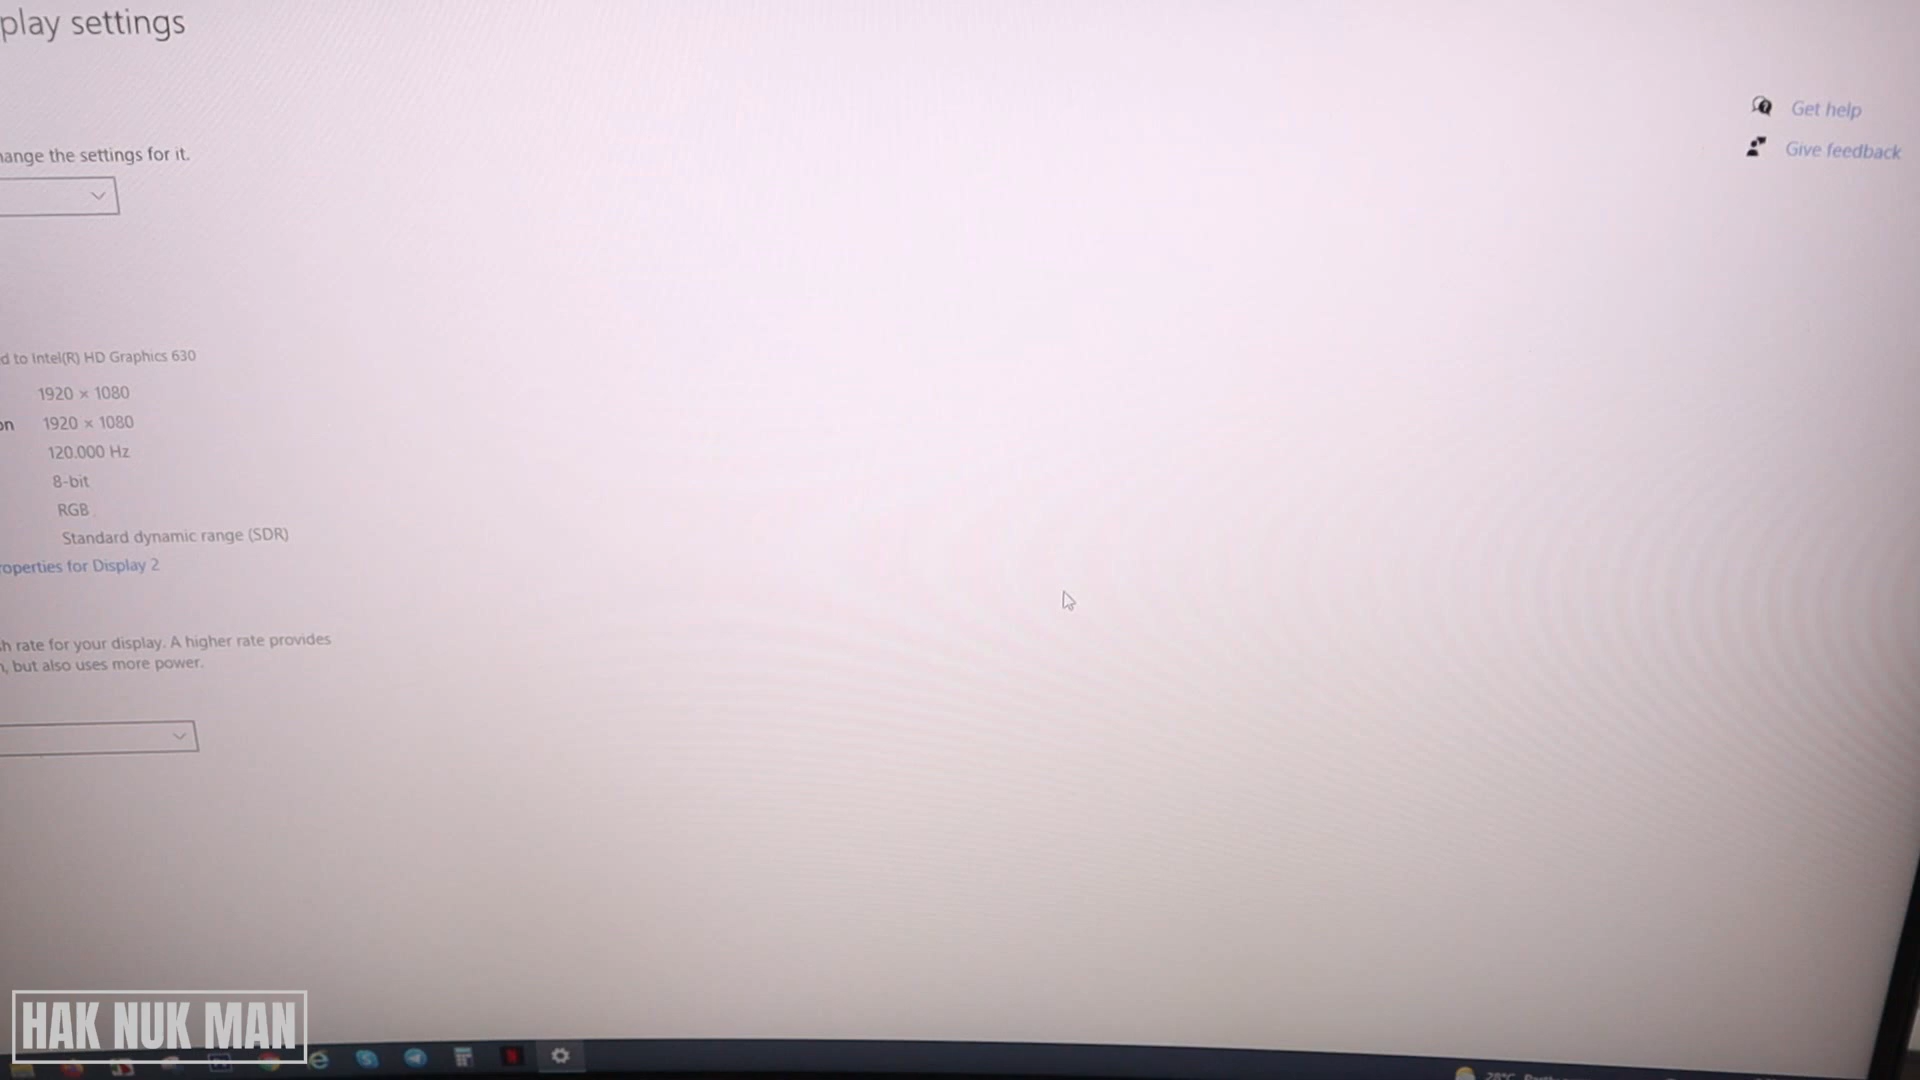 play settings
Get help
Give feedback
ange the settings for it.
d to Intel(R) HD Graphics 630
1920 × 1080
on 1920 × 1080
120.000 Hz
8-bit
RGB
Standard dynamic range (SDR)
roperties for Display 2
h rate for your display. A higher rate provides
, but also uses more power.
HAK NUK MAN